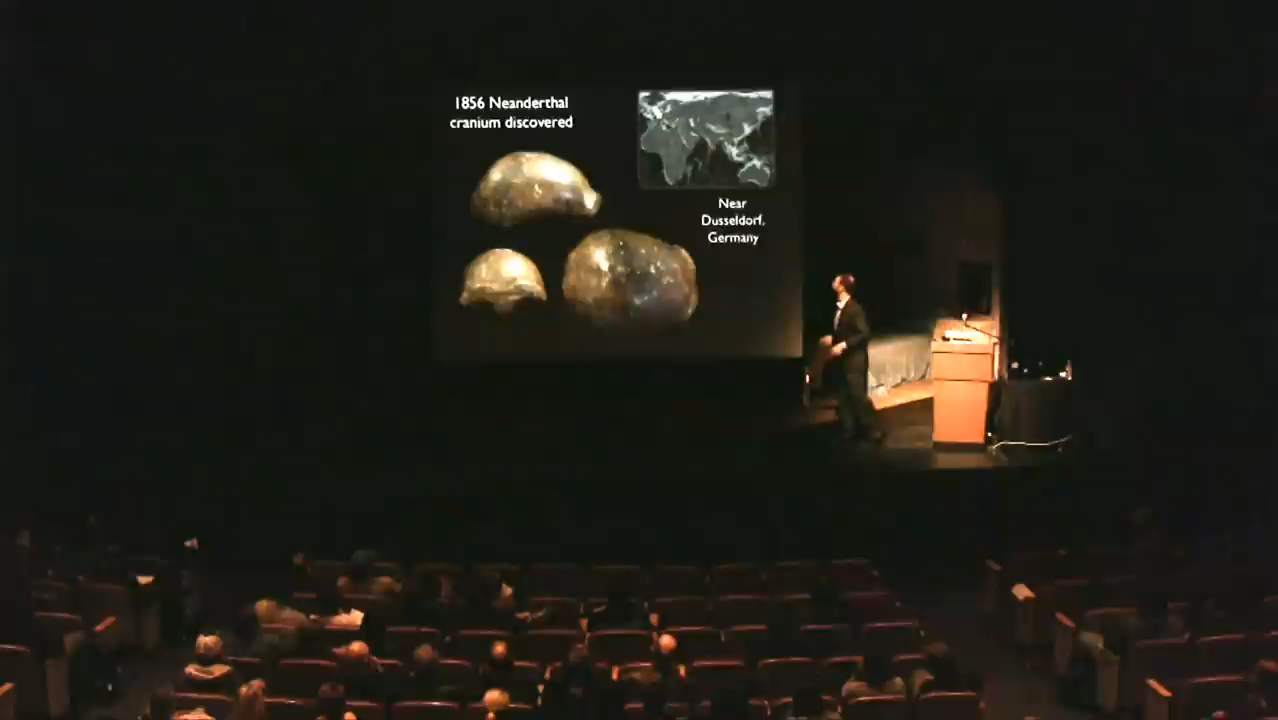 1856 Neanderthal
cranium discovered
Near
Dusseldorf,
Germany